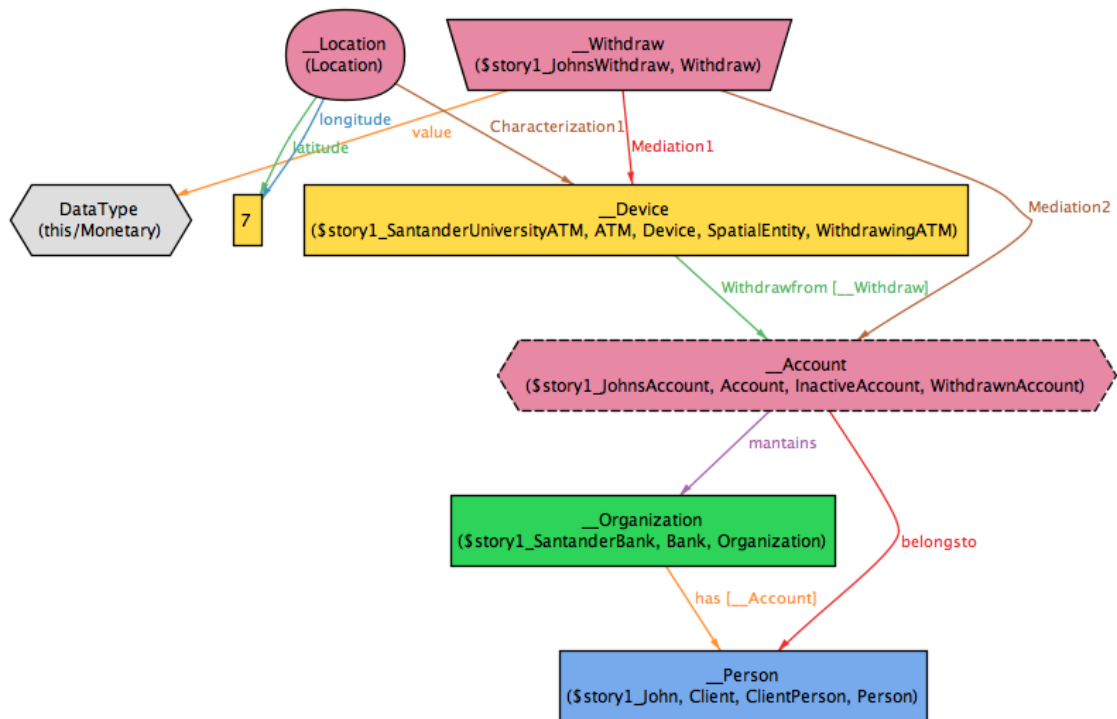 __Location
(Location)
__Withdraw
($story1_JohnsWithdraw, Withdraw)
longitude
latitude
value
Characterization1
Mediation1
Mediation2
DataType
(this/Monetary)
7
__Device
($story1_SantanderUniversityATM, ATM, Device, SpatialEntity, WithdrawingATM)
Withdrawfrom [__Withdraw]
__Account
($story1_JohnsAccount, Account, InactiveAccount, WithdrawnAccount)
mantains
belongsto
__Organization
($story1_SantanderBank, Bank, Organization)
has [__Account]
__Person
($story1_John, Client, ClientPerson, Person)